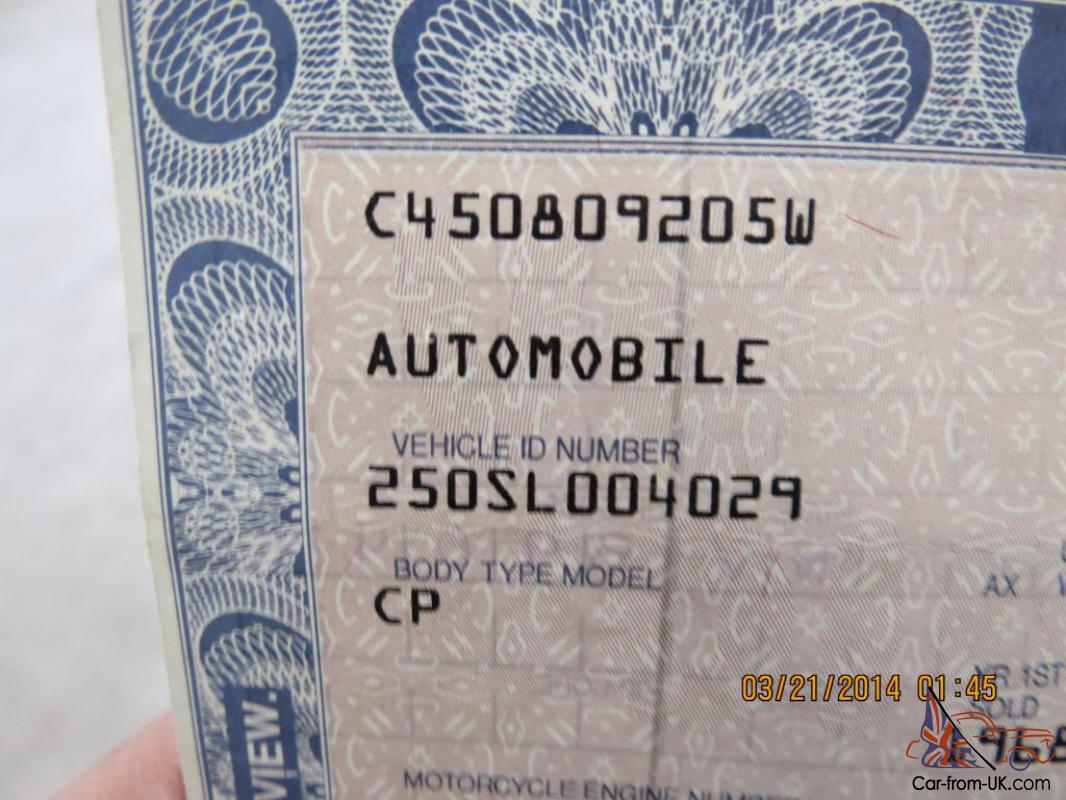 C450809205W
AUTOMOBILE
VEHICLE ID NUMBER
250SL004029
BODY TYPE MODEL
AX
CP
YR 1ST
SOLD
03/21/2014 01:45
VIEW.
MOTORCYCLE ENGINE NUMBER
Car-from-UK.com